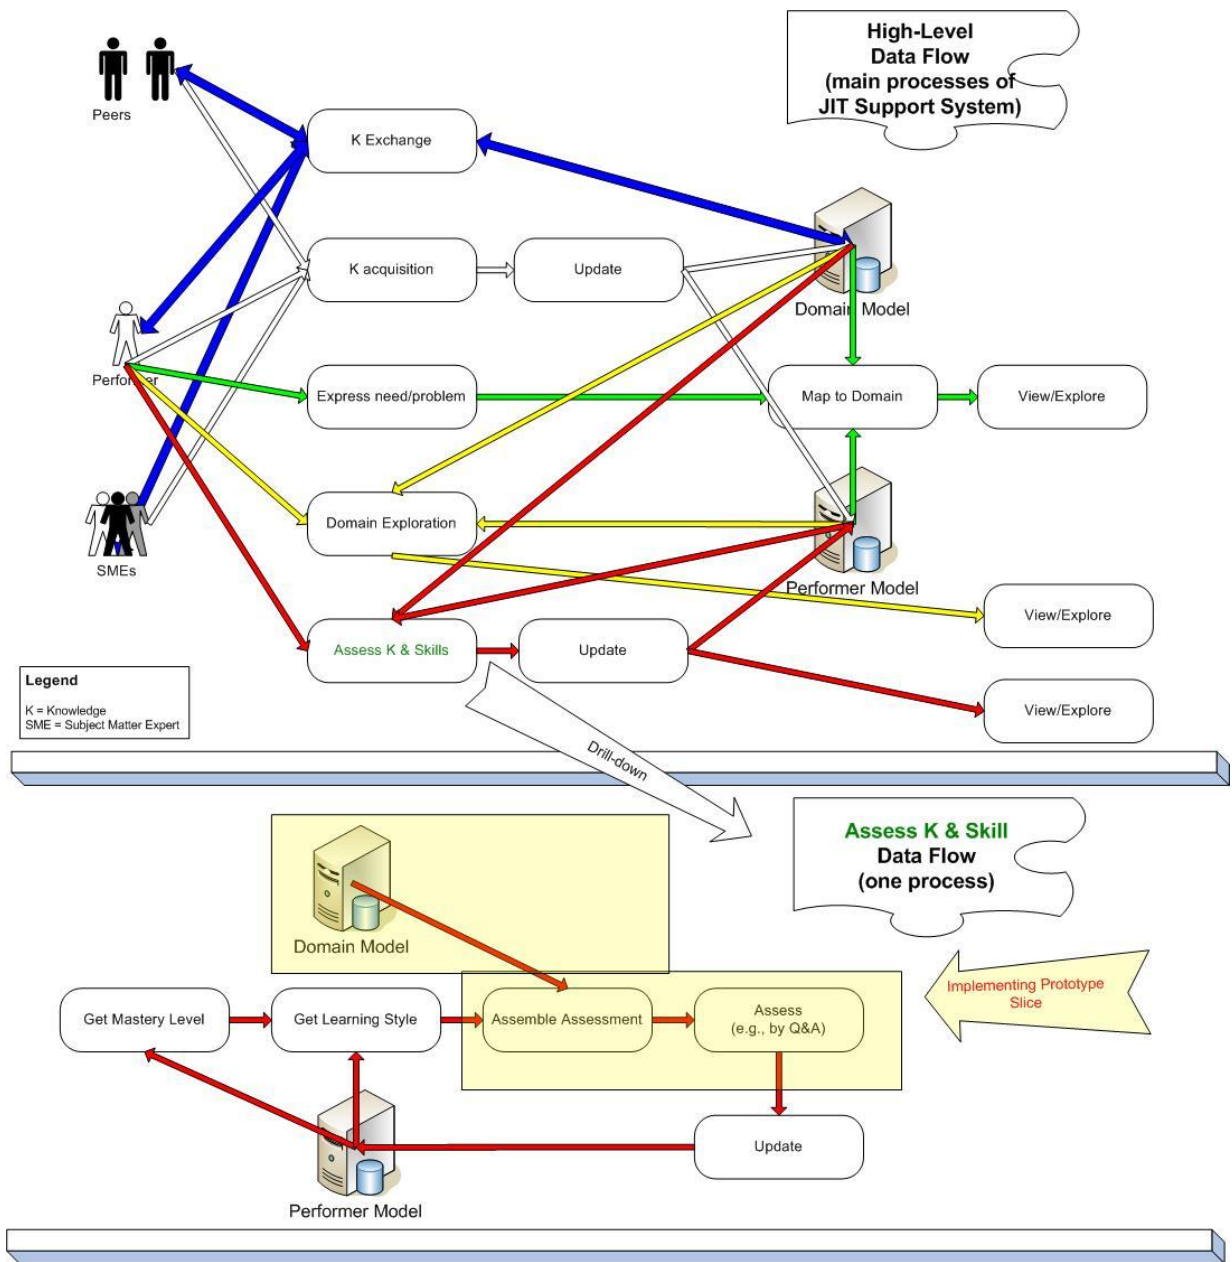 High-Level
Data Flow
(main processes of
JIT Support System)
Peers
K Exchange
K acquisition
Update
Domain Model
Performer
Express need/problem
Map to Domain
View/Explore
SMEs
Domain Exploration
Performer Model
View/Explore
Assess K & Skills
Update
View/Explore
Legend
K = Knowledge
SME = Subject Matter Expert
Drill-down
Assess K & Skill
Data Flow
(one process)
Domain Model
Implementing Prototype
Slice
Get Mastery Level
Get Learning Style
Assemble Assessment
Assess
(e.g., by Q&A)
Update
Performer Model